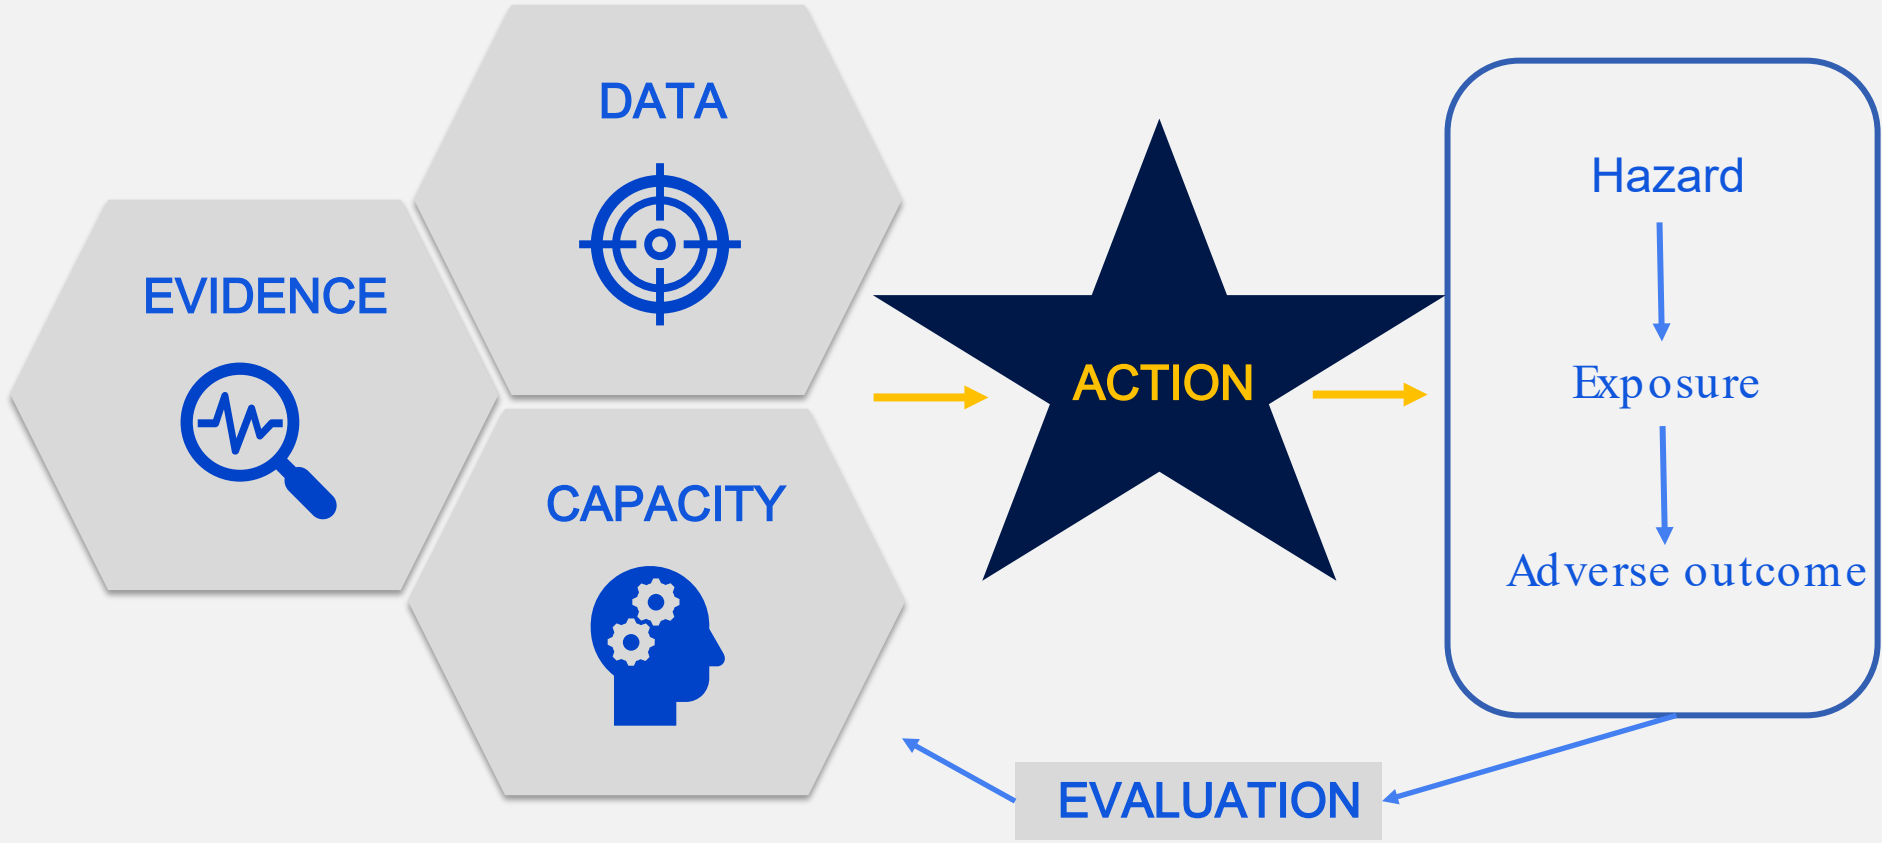 DATA
EVIDENCE
CAPACITY
ACTION
Hazard
Exposure
Adverse outcome
EVALUATION